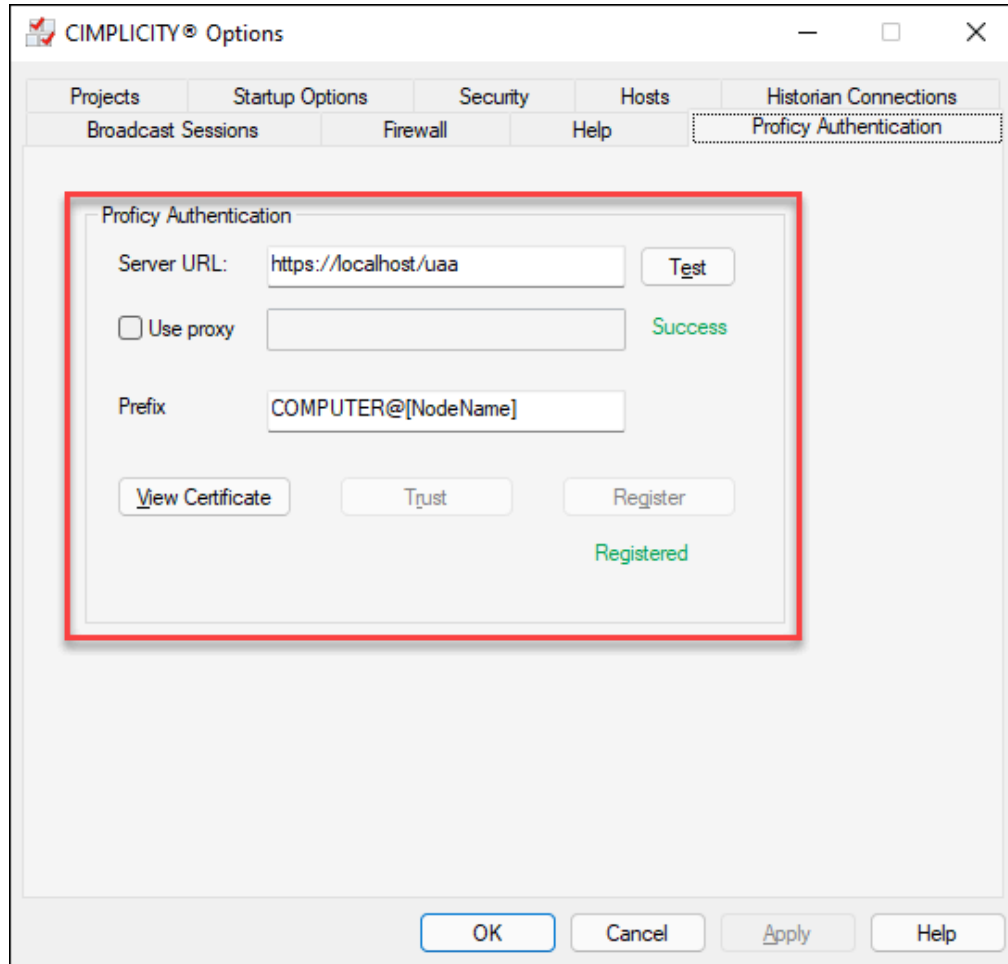 CIMPLICITY® Options
Projects Startup Options Security Hosts Historian Connections
Broadcast Sessions Firewall Help Proficy Authentication
Proficy Authentication
Server URL: https://localhost/uaa Test
Use proxy Success
Prefix COMPUTER@[NodeName]
View Certificate Trust Register
Registered
OK Cancel Apply Help